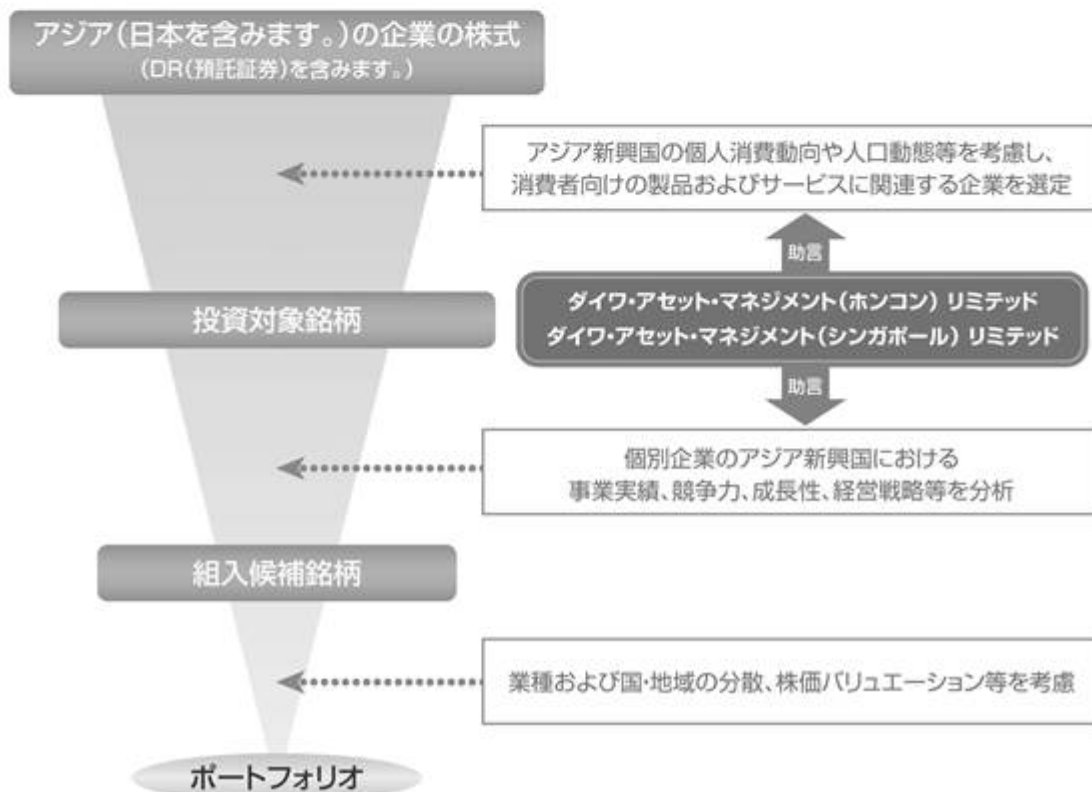 アジア(日本を含みます。)の企業の株式
(DR(預託証券)を含みます。)
アジア新興国の個人消費動向や人口動態等を考慮し、
消費者向けの製品およびサービスに関連する企業を選定
助言
ダイワ・アセット・マネジメント(ホンコン) リミテッド
ダイワ・アセット・マネジメント(シンガポール) リミテッド
投資対象銘柄
助言
個別企業のアジア新興国における
事業実績、競争力、成長性、経営戦略等を分析
組入候補銘柄
業種および国・地域の分散、株価バリュエーション等を考慮
ポートフォリオ